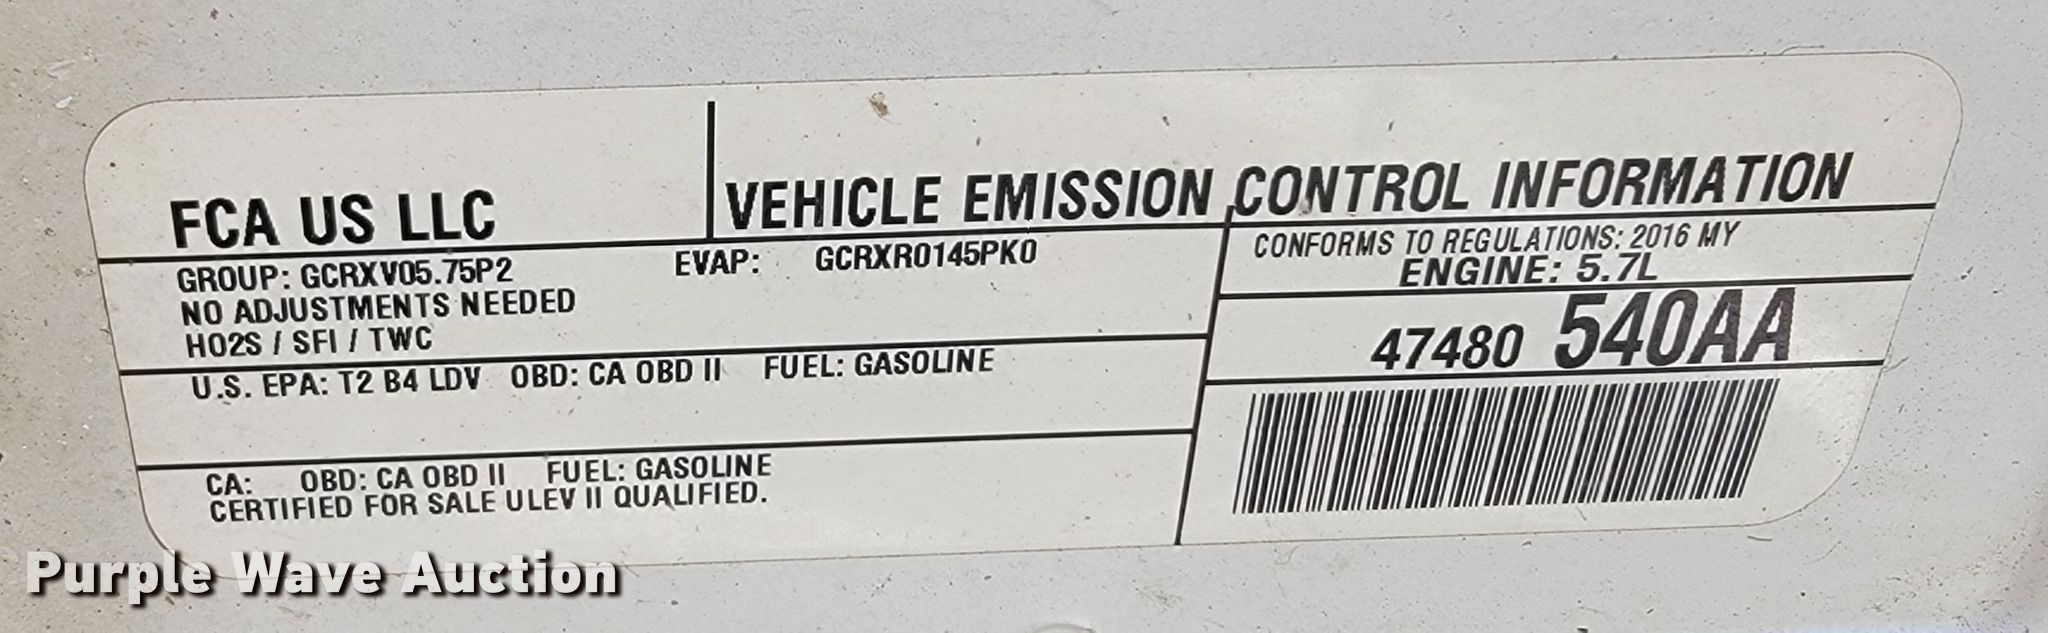 FCA US LLC
VEHICLE EMISSION CONTROL INFORMATION
GROUP: GCRXV05.75P2
EVAP: GCRXR0145PK0
NO ADJUSTMENTS NEEDED
HO2S / SFI / TWC
CONFORMS TO REGULATIONS: 2016 MY
ENGINE: 5.7L
47480 540AA
U.S. EPA: T2 B4 LDV OBD: CA OBD II FUEL: GASOLINE
CA: OBD: CA OBD II FUEL: GASOLINE
CERTIFIED FOR SALE ULEV II QUALIFIED.
Purple Wave Auction